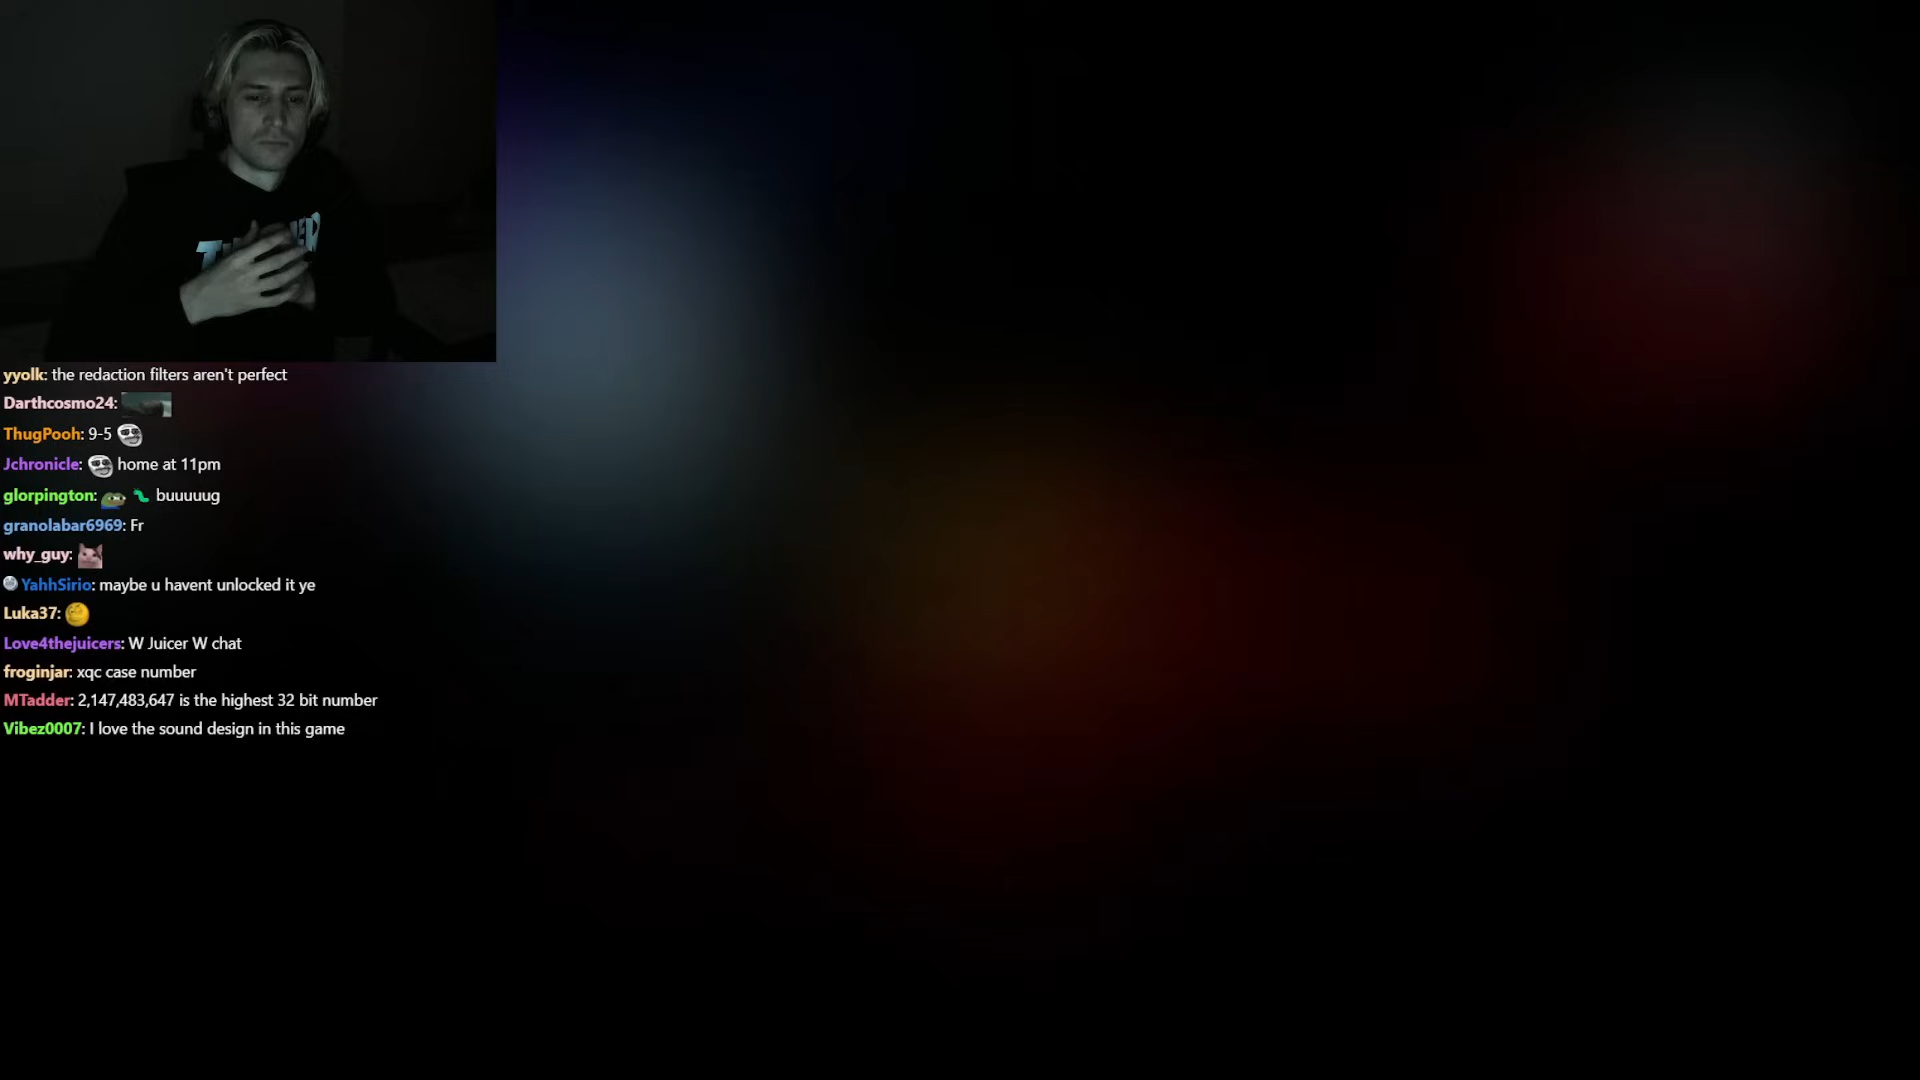 yyolk: the redaction filters aren't perfect
Darthcosmo24:
ThugPooh: 9-5
Jchronicle: home at 11pm
glorpington: buuuuug
granolabar6969: Fr
why_guy:
YahhSirio: maybe u havent unlocked it ye
Luka37:
Love4thejuicers: W Juicer W chat
froginjar: xqc case number
MTadder: 2,147,483,647 is the highest 32 bit number
Vibez0007: I love the sound design in this game